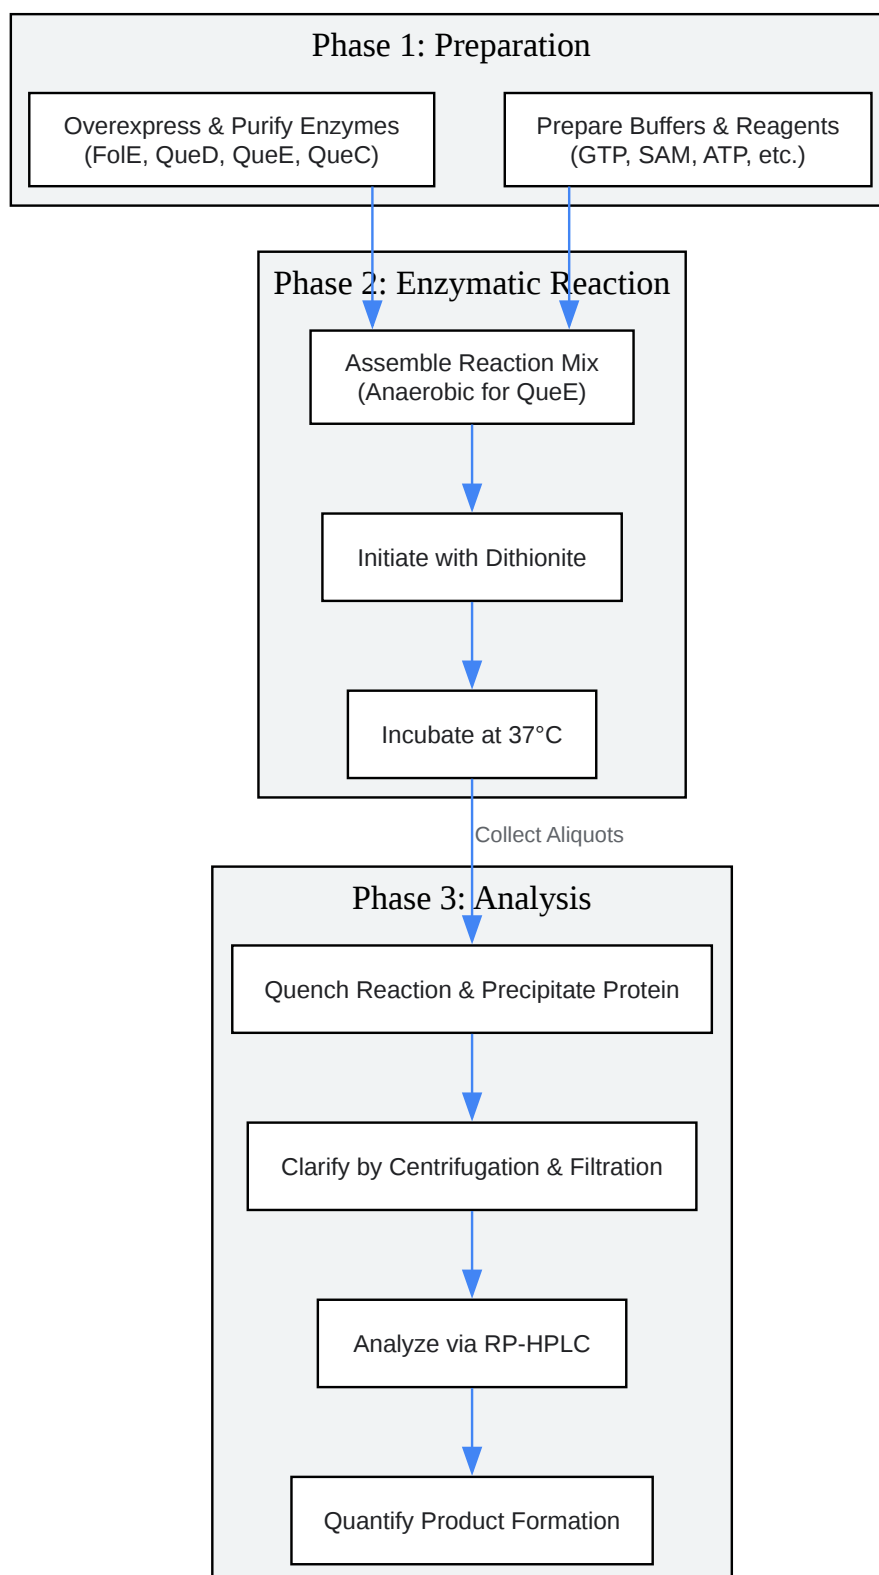 Phase 1: Preparation
Overexpress & Purify Enzymes
(FolE, QueD, QueE, QueC)
Prepare Buffers & Reagents
(GTP, SAM, ATP, etc.)
Phase 2: Enzymatic Reaction
Assemble Reaction Mix
(Anaerobic for QueE)
Initiate with Dithionite
Incubate at 37°C
Collect Aliquots
Phase 3: Analysis
Quench Reaction & Precipitate Protein
Clarify by Centrifugation & Filtration
Analyze via RP-HPLC
Quantify Product Formation